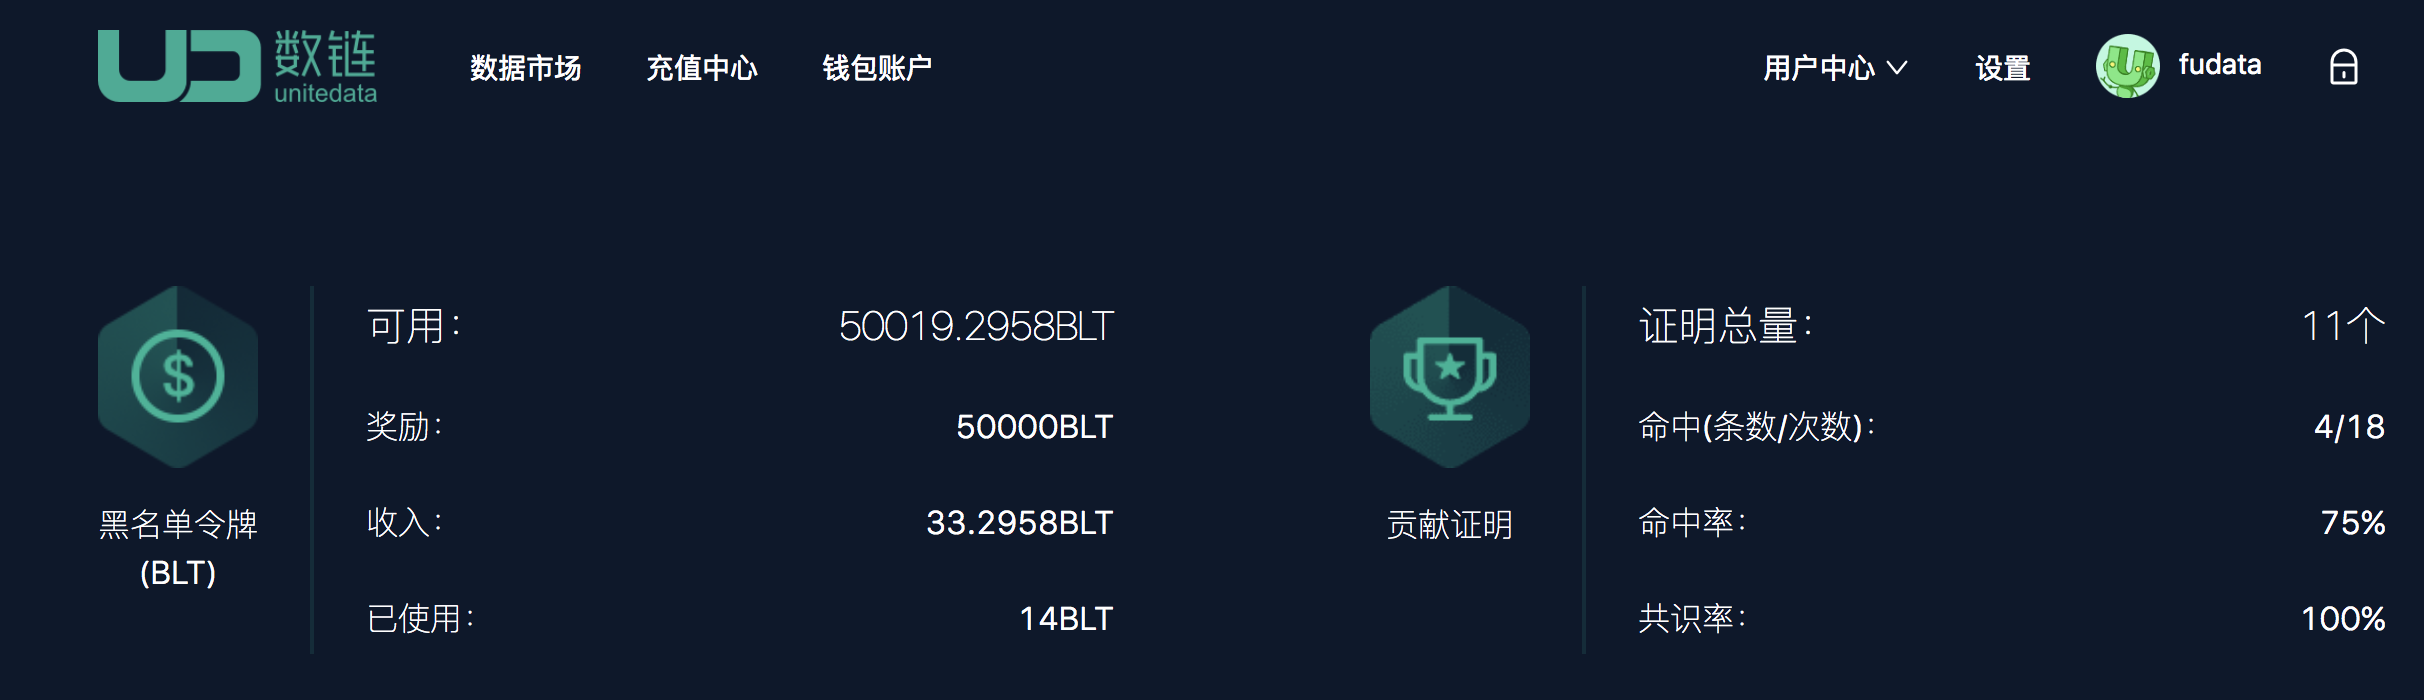 数链
unitedata
数据市场 充值中心 钱包账户 用户中心 设置 fudata
可用： 50019.2958BLT
奖励： 50000BLT
收入： 33.2958BLT
已使用： 14BLT
黑名单令牌
(BLT)
证明总量： 11个
命中(条数/次数)： 4/18
命中率： 75%
共识率： 100%
贡献证明